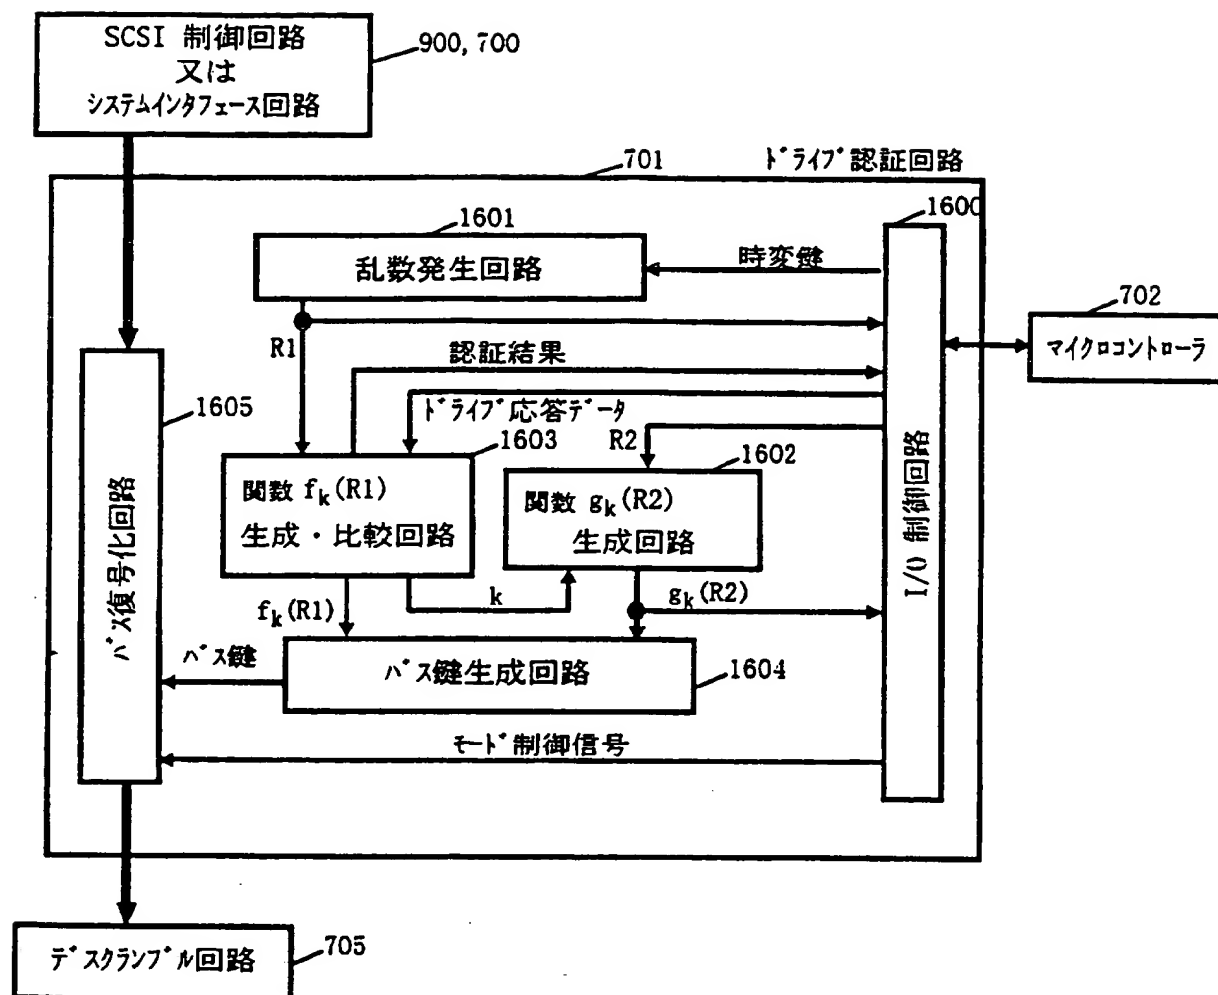 SCSI 制御回路
又は
システムインタフェース回路
900, 700
701
ドライブ認証回路
1601
1600
乱数発生回路
時変鍵
702
マイクロコントローラ
R1
認証結果
1605
ドライブ応答データ
1603
R2
1602
関数 fk(R1)
生成・比較回路
関数 gk(R2)
生成回路
バス復号化回路
I/O 制御回路
fk(R1)
k
gk(R2)
バス鍵
バス鍵生成回路
1604
モード制御信号
デスクランブル回路
705